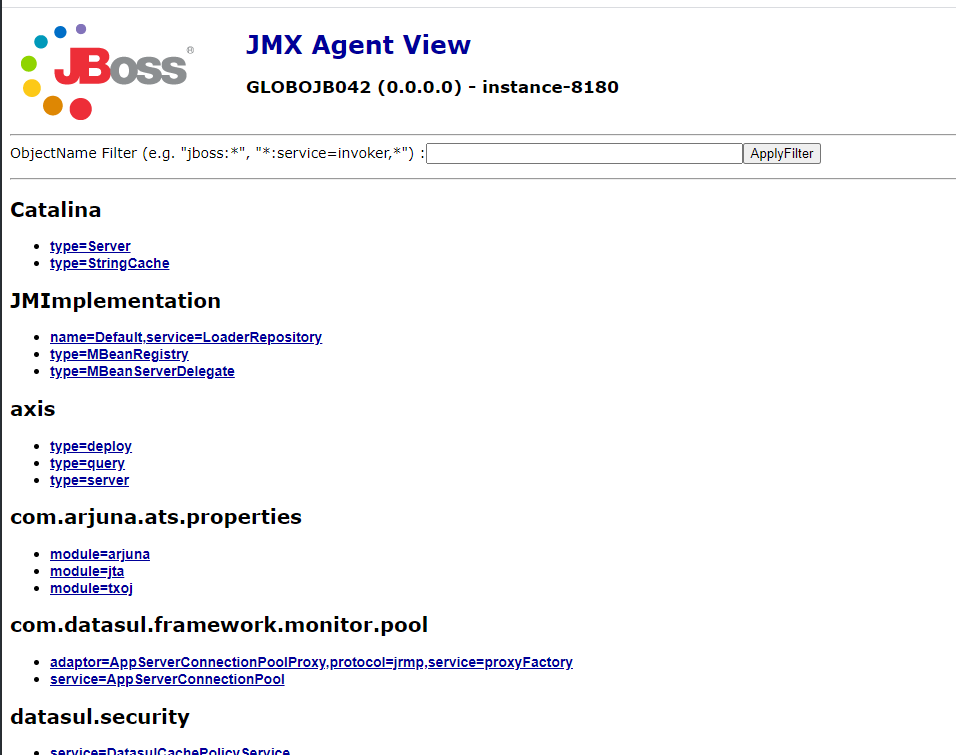 JBoss®
JMX Agent View
GLOBOJB042 (0.0.0.0) - instance-8180
ObjectName Filter (e.g. "jboss:*", "*:service=invoker,*") : ApplyFilter
Catalina
type=Server
type=StringCache
JMImplementation
name=Default,service=LoaderRepository
type=MBeanRegistry
type=MBeanServerDelegate
axis
type=deploy
type=query
type=server
com.arjuna.ats.properties
module=arjuna
module=jta
module=txoj
com.datasul.framework.monitor.pool
adaptor=AppServerConnectionPoolProxy,protocol=jrmp,service=proxyFactory
service=AppServerConnectionPool
datasul.security
service=DatasulCachePolicyService